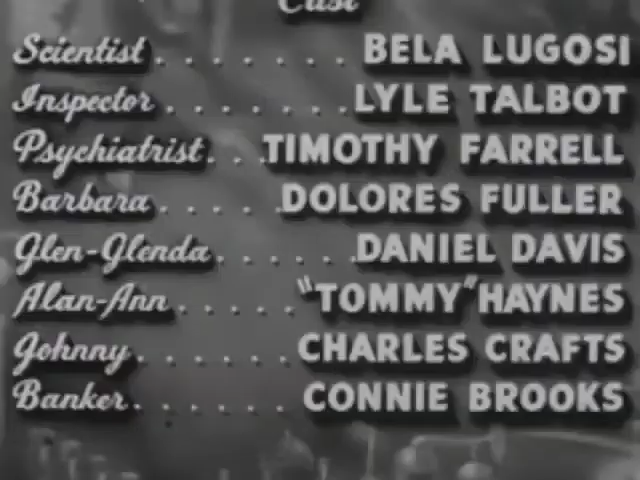 Cast
Scientist . . . . . . . BELA LUGOSI
Inspector . . . . . . . LYLE TALBOT
Psychiatrist . . . TIMOTHY FARRELL
Barbara . . . . . . DOLORES FULLER
Glen-Glenda . . . . . . DANIEL DAVIS
Alan-Ann . . . . . "TOMMY" HAYNES
Johnny . . . . . . CHARLES CRAFTS
Banker . . . . . . CONNIE BROOKS